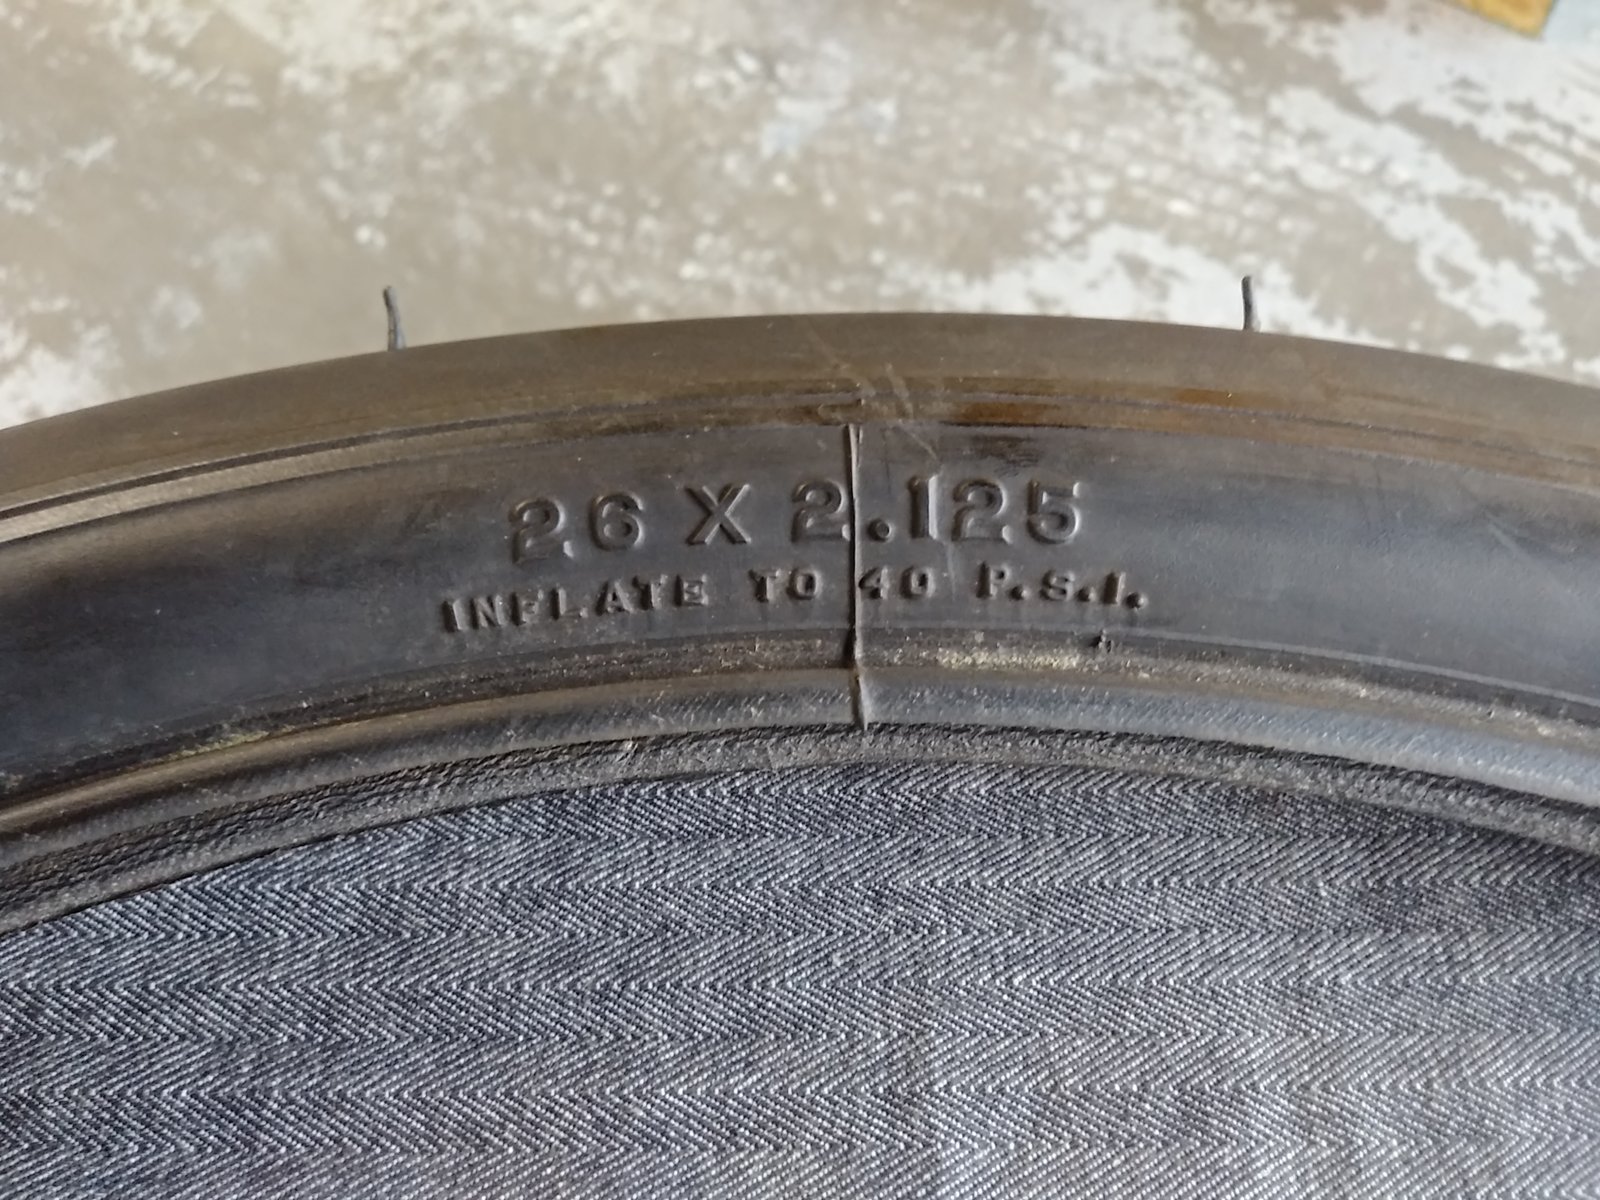 26 X 2.125
INFLATE TO 40 P.S.I.